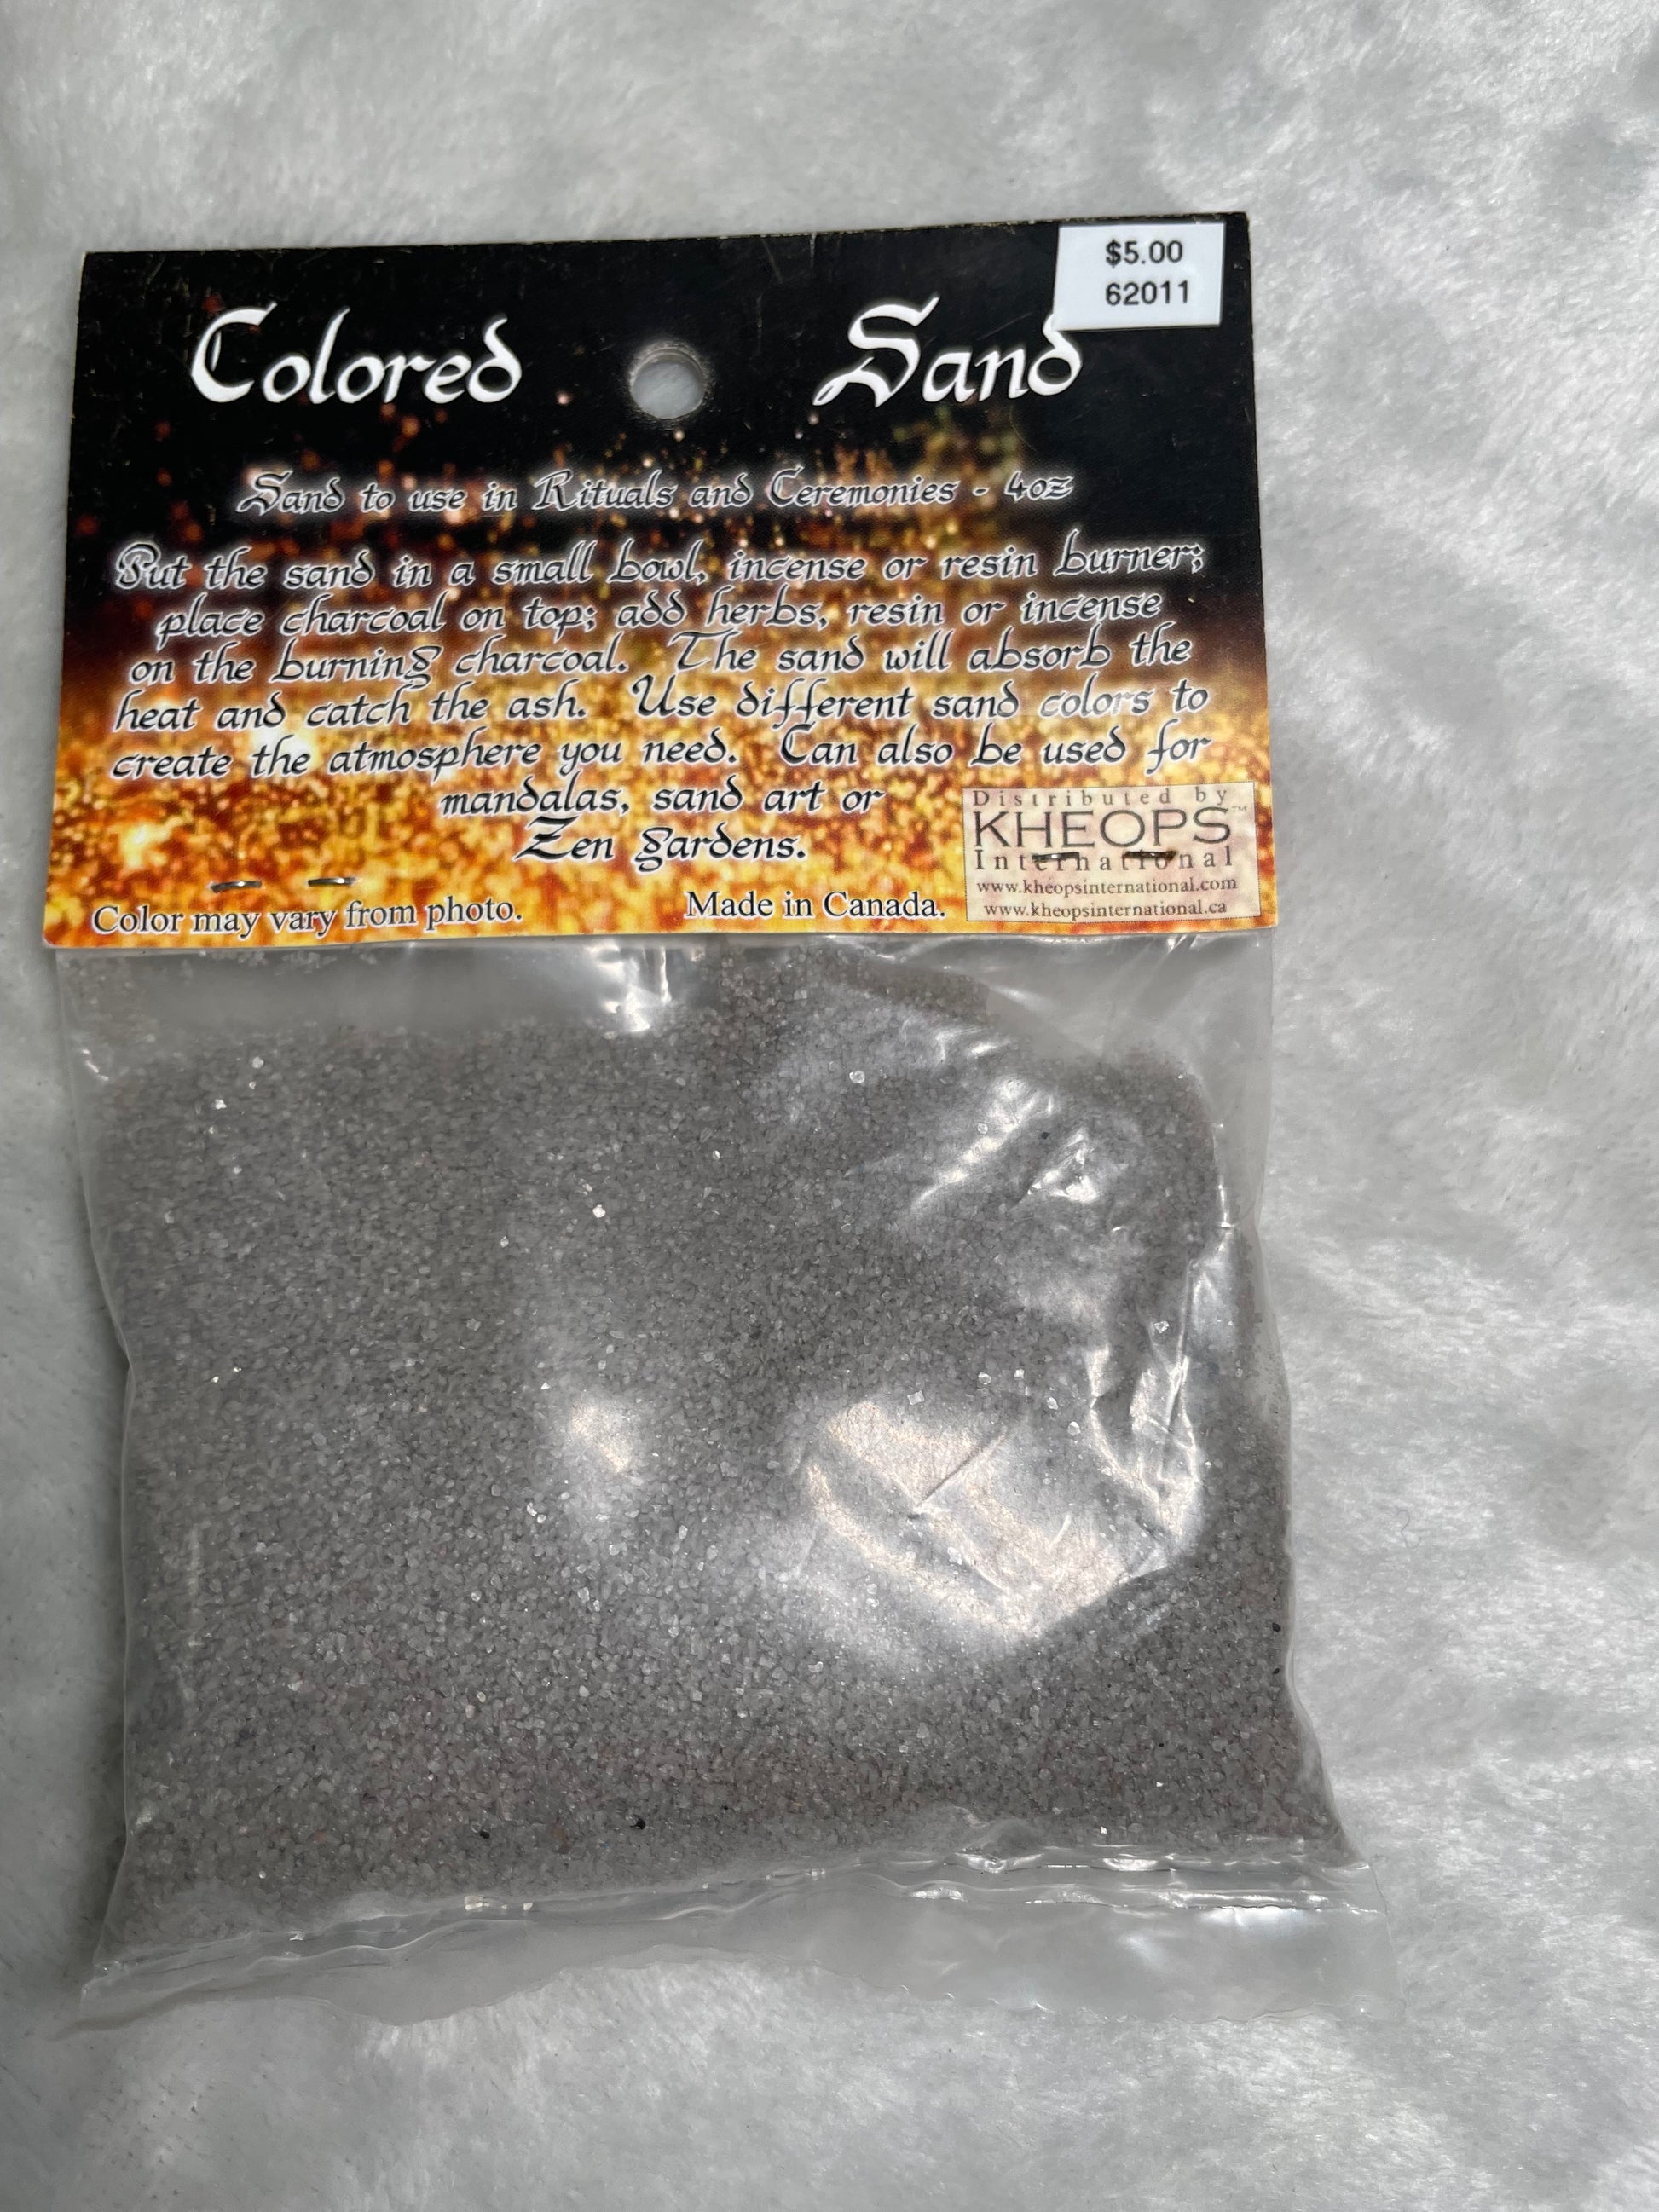 $5.00
62011
Colored Sand
Sand to use in Rituals and Ceremonies - 4oz
Put the sand in a small bowl, incense or resin burner;
place charcoal on top; add herbs, resin or incense
on the burning charcoal. The sand will absorb the
heat and catch the ash. Use different sand colors to
create the atmosphere you need. Can also be used for
mandalas, sand art or
Zen gardens.
Color may vary from photo.
Made in Canada.
Distributed by
KHEOPS™
International
www.kheopsinternational.com
www.kheopsinternational.ca